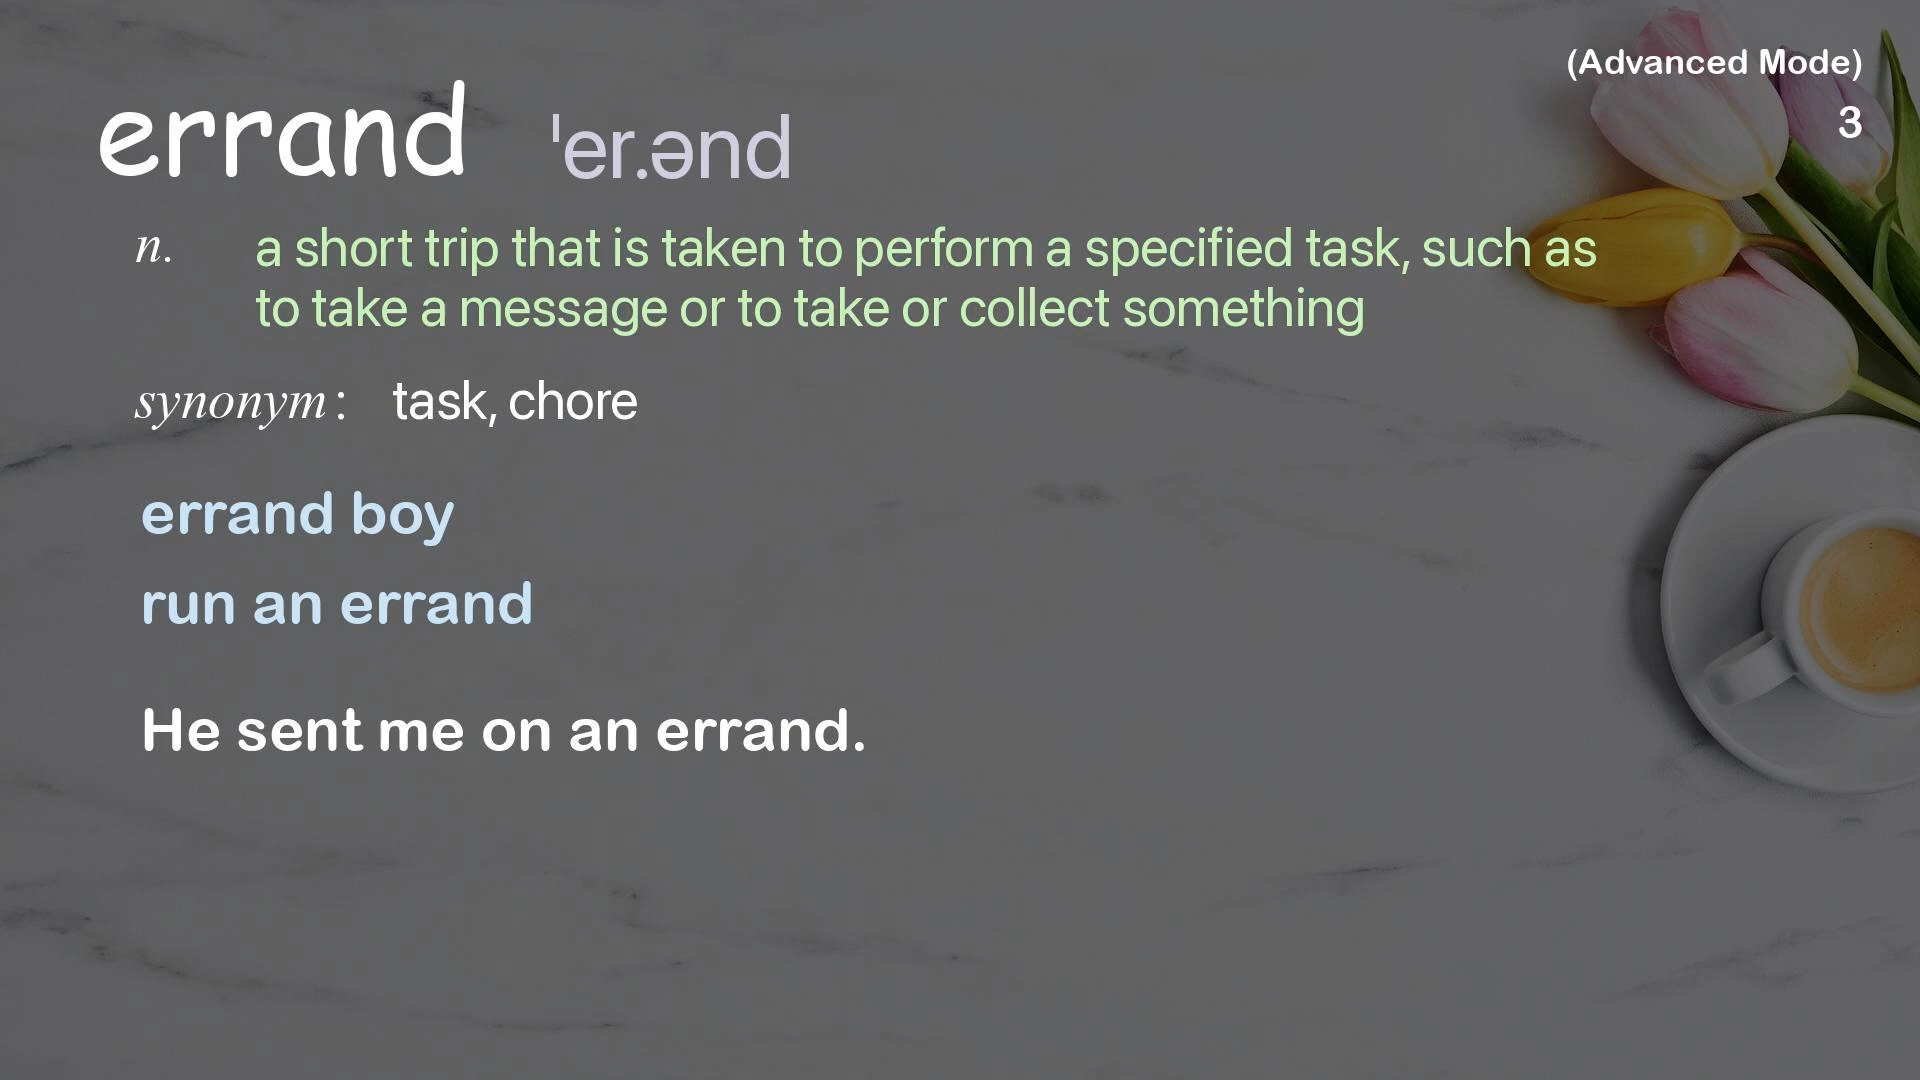 (Advanced Mode)
3
errand ˈer.ənd
n. a short trip that is taken to perform a specified task, such as
to take a message or to take or collect something
synonym: task, chore
errand boy
run an errand
He sent me on an errand.